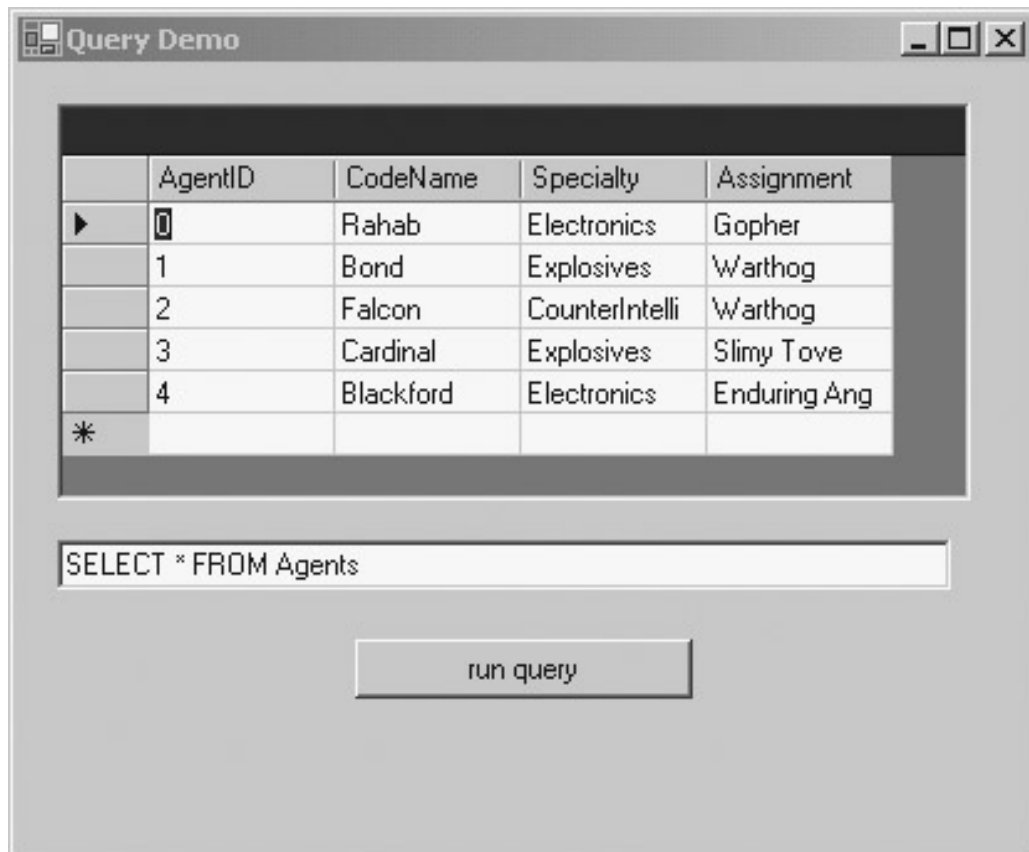 Query Demo
AgentID CodeName Specialty Assignment
0 Rahab Electronics Gopher
1 Bond Explosives Warthog
2 Falcon CounterIntelli Warthog
3 Cardinal Explosives Slimy Tove
4 Blackford Electronics Enduring Ang
*
SELECT * FROM Agents
run query